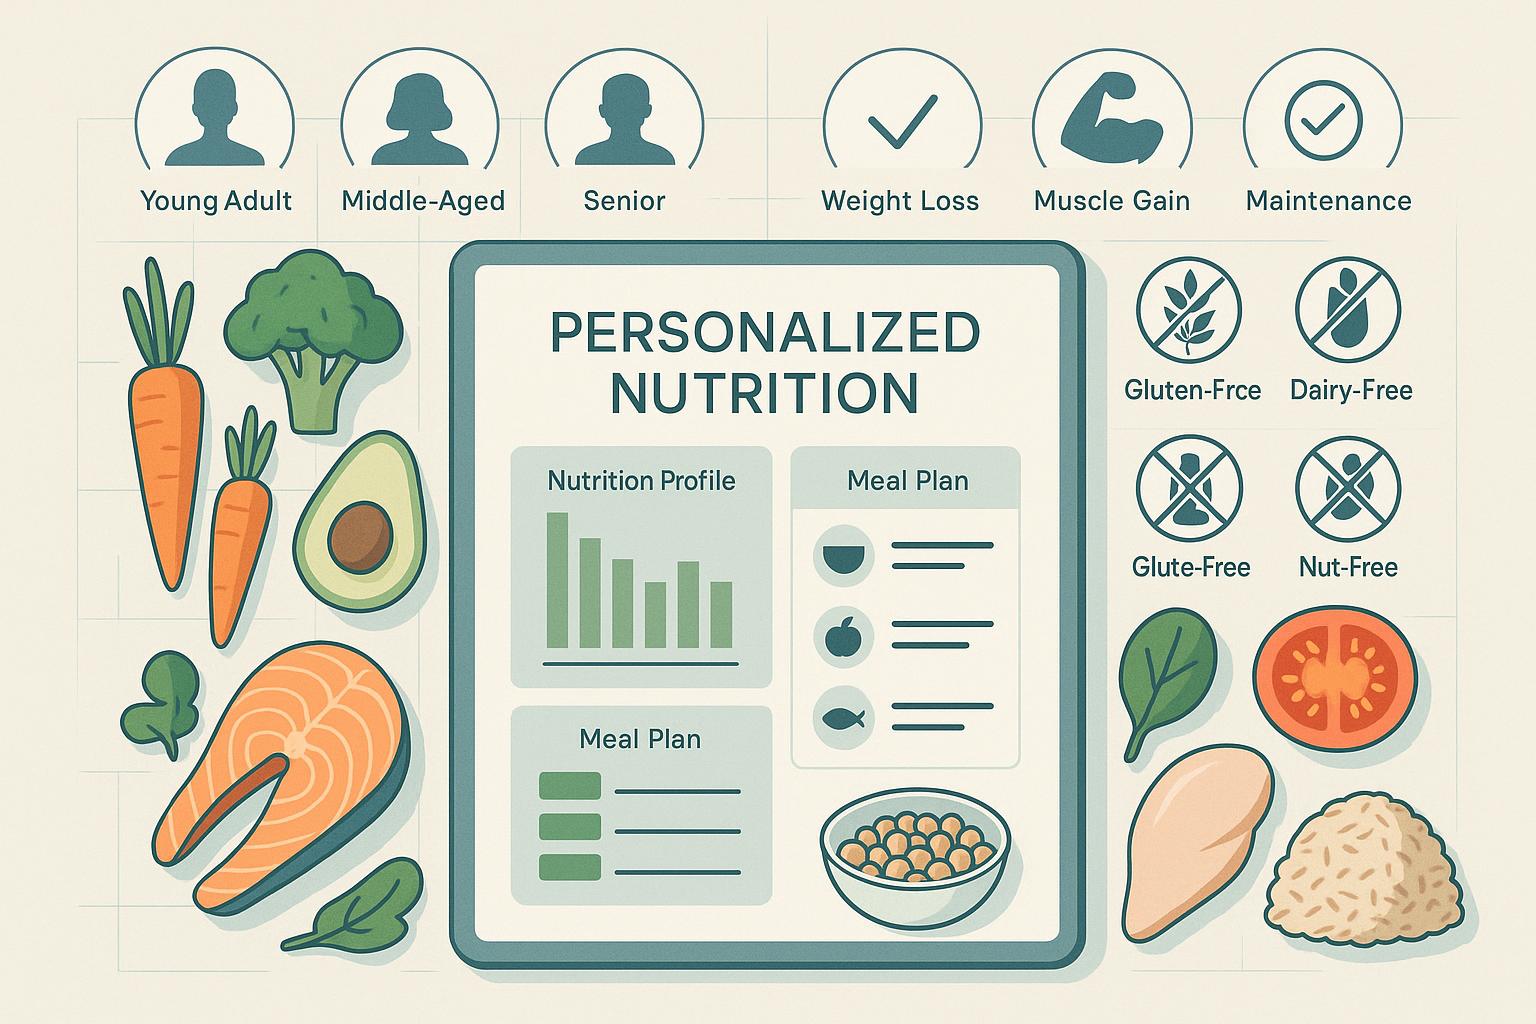 Young Adult
Middle-Aged
Senior
Weight Loss
Muscle Gain
Maintenance
PERSONALIZED
NUTRITION
Nutrition Profile
Meal Plan
Meal Plan
Gluten-Frce
Dairy-Free
Glute-Free
Nut-Free